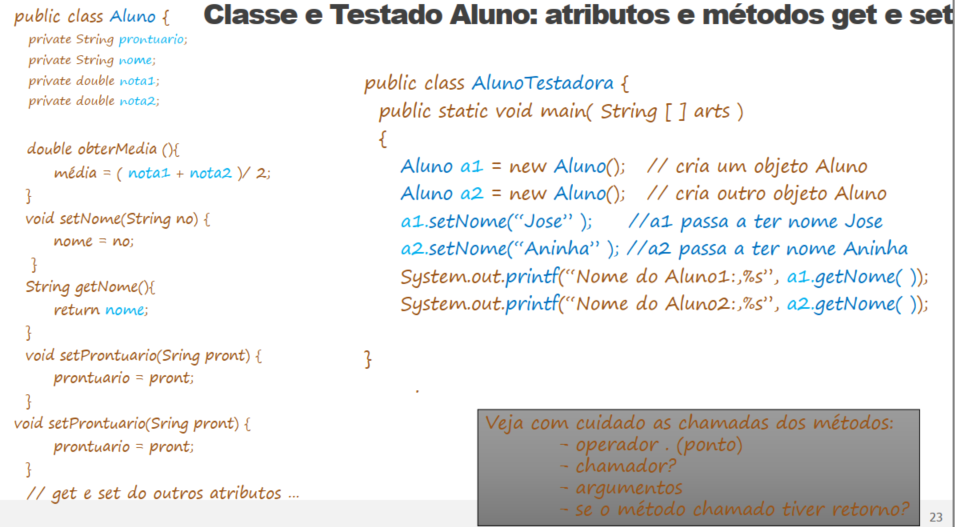 Classe e Testado Aluno: atributos e métodos get e set
public class Aluno {
private String prontuario;
private String nome;
private double nota1;
private double nota2;
double obterMedia (){
média = ( nota1 + nota2 )/ 2;
}
void setNome(String no) {
nome = no;
}
String getNome(){
return nome;
}
void setProntuario(Sring pront) {
prontuario = pront;
}
void setProntuario(Sring pront) {
prontuario = pront;
}
// get e set do outros atributos ...
public class AlunoTestadora {
public static void main( String [ ] arts )
{
Aluno a1 = new Aluno(); // cria um objeto Aluno
Aluno a2 = new Aluno(); // cria outro objeto Aluno
a1.setNome(“Jose” ); //a1 passa a ter nome Jose
a2.setNome(“Aninha” ); //a2 passa a ter nome Aninha
System.out.printf(“Nome do Aluno1:,%s”, a1.getNome( ));
System.out.printf(“Nome do Aluno2:,%s”, a2.getNome( ));
}
.
Veja com cuidado as chamadas dos métodos:
- operador . (ponto)
- chamador?
- argumentos
- se o método chamado tiver retorno?
23